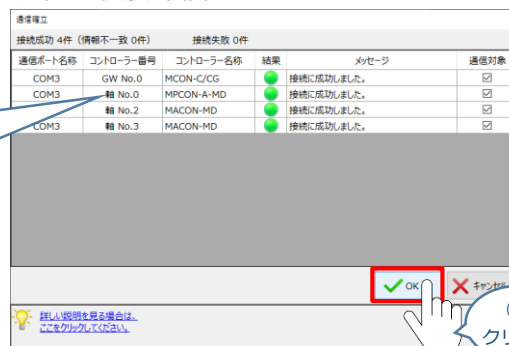 通信確立
接続成功 4件（情報不一致 0件） 接続失敗 0件
通信ポート名称 コントローラー番号 コントローラー名称 結果 メッセージ 通信対象
COM3 GW No.0 MCON-C/CG 接続に成功しました。
COM3 軸 No.0 MPCON-A-MD 接続に成功しました。
軸 No.2 MACON-MD 接続に成功しました。
COM3 軸 No.3 MACON-MD 接続に成功しました。
OK キャンセル
詳しい説明を見る場合は、
ここをクリックしてください。
クリ